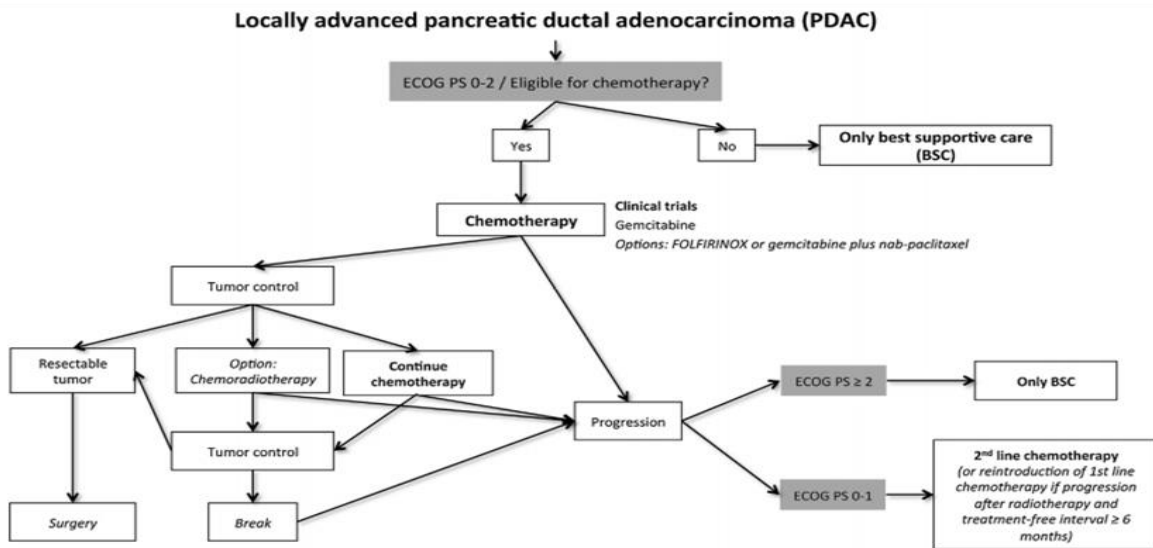 Locally advanced pancreatic ductal adenocarcinoma (PDAC)
ECOG PS 0-2 / Eligible for chemotherapy?
Yes
No
Only best supportive care
(BSC)
Chemotherapy
Clinical trials
Gemcitabine
Options: FOLFIRINOX or gemcitabine plus nab-paclitaxel
Tumor control
Resectable
tumor
Option:
Chemoradiotherapy
Continue
chemotherapy
Progression
ECOG PS ≥ 2
Only BSC
Tumor control
Surgery
Break
ECOG PS 0-1
2nd line chemotherapy
(or reintroduction of 1st line
chemotherapy if progression
after radiotherapy and
treatment-free interval ≥ 6
months)